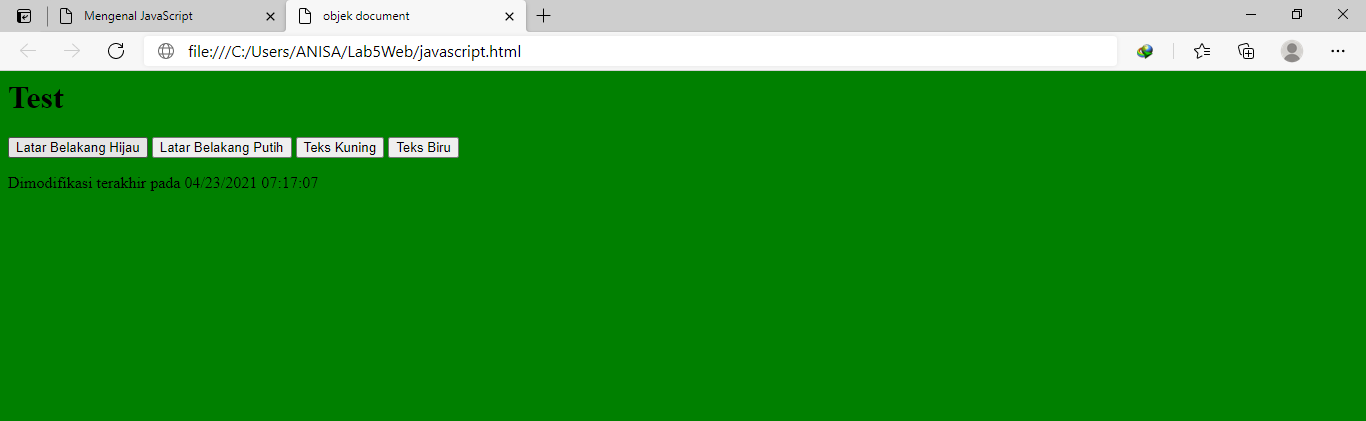 Mengenal JavaScript
objek document
file:///C:/Users/ANISA/Lab5Web/javascript.html
Test
Latar Belakang Hijau Latar Belakang Putih Teks Kuning Teks Biru
Dimodifikasi terakhir pada 04/23/2021 07:17:07